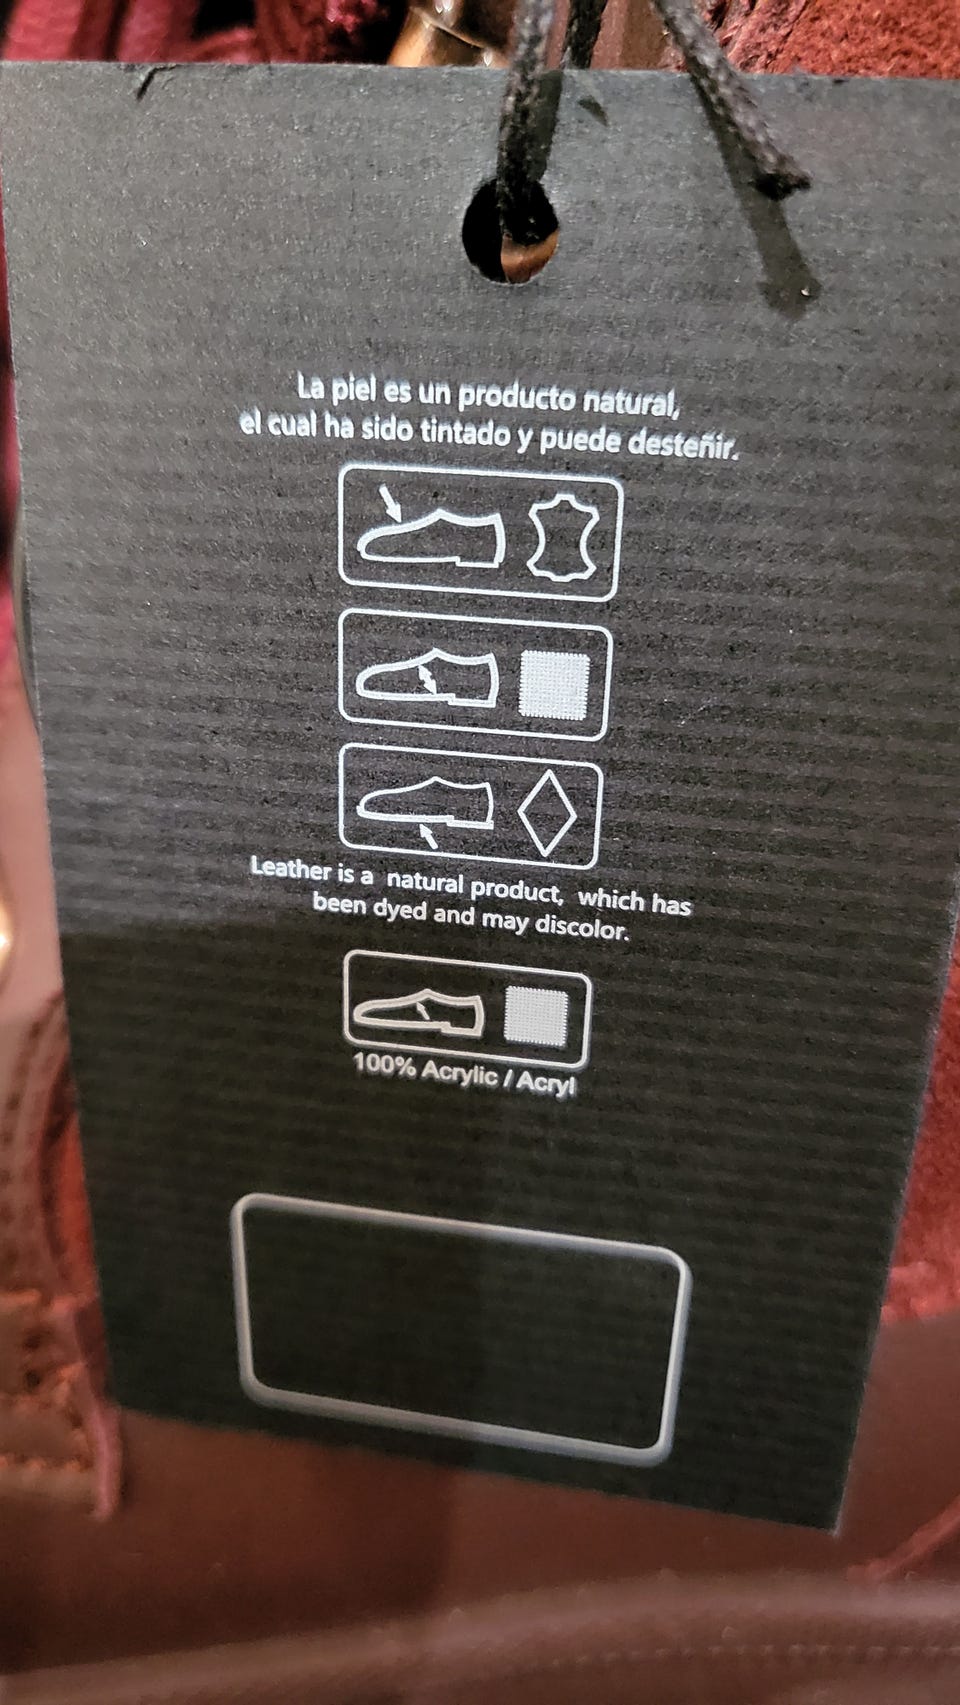 La piel es un producto natural,
el cual ha sido tintado y puede desteñir.
Leather is a natural product, which has
been dyed and may discolor.
100% Acrylic / Acryl